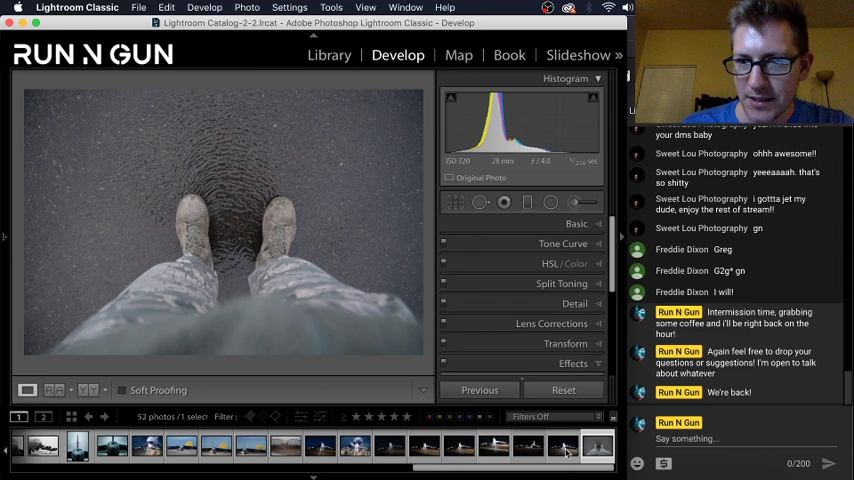 Lightroom Classic File Edit Develop Photo Settings Tools View Window Help
Lightroom Catalog-2-2.lrcat - Adobe Photoshop Lightroom Classic - Develop
RUN N GUN
Library | Develop | Map | Book | Slideshow »
Histogram
ISO 320 28 mm ƒ / 4.0 1/250 sec
Original Photo
Basic
Tone Curve
HSL / Color
Split Toning
Detail
Lens Corrections
Transform
Effects
Previous Reset
Soft Proofing
1 2 52 photos / 1 select Filter : Filters Off
your dms baby
Sweet Lou Photography ohhh awesome!!
Sweet Lou Photography yeeeaaaah. that's
so shitty
Sweet Lou Photography i gottta jet my
dude, enjoy the rest of stream!!
Sweet Lou Photography gn
Freddie Dixon Greg
Freddie Dixon G2g* gn
Freddie Dixon I will!
Run N Gun Intermission time, grabbing
some coffee and i'll be right back on the
hour!
Run N Gun Again feel free to drop your
questions or suggestions! I'm open to talk
about whatever
Run N Gun We're back!
Run N Gun
Say something...
0/200